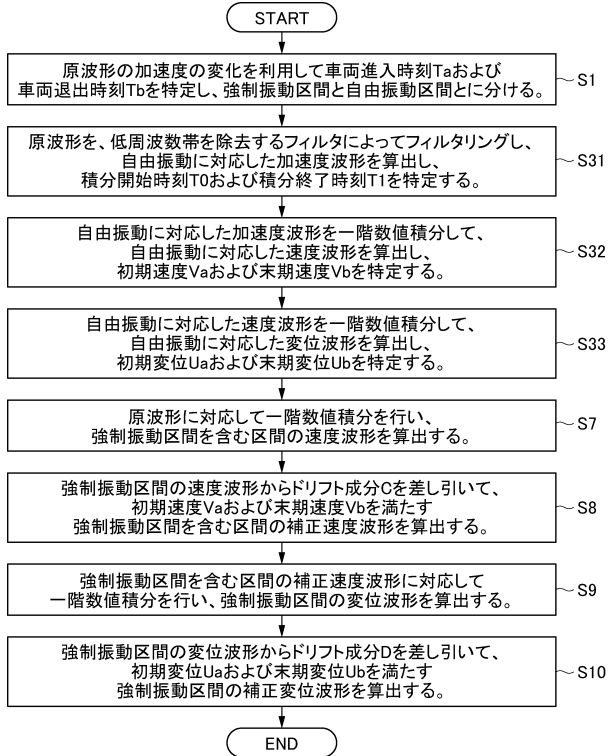 START
原波形の加速度の変化を利用して車両進入時刻Taおよび
車両退出時刻Tbを特定し、強制振動区間と自由振動区間とに分ける。
S1
原波形を、低周波数帯を除去するフィルタによってフィルタリングし、
自由振動に対応した加速度波形を算出し、
積分開始時刻T0および積分終了時刻T1を特定する。
S31
自由振動に対応した加速度波形を一階数値積分して、
自由振動に対応した速度波形を算出し、
初期速度Vaおよび末期速度Vbを特定する。
S32
自由振動に対応した速度波形を一階数値積分して、
自由振動に対応した変位波形を算出し、
初期変位Uaおよび末期変位Ubを特定する。
S33
原波形に対応して一階数値積分を行い、
強制振動区間を含む区間の速度波形を算出する。
S7
強制振動区間の速度波形からドリフト成分Cを差し引いて、
初期速度Vaおよび末期速度Vbを満たす
強制振動区間を含む区間の補正速度波形を算出する。
S8
強制振動区間を含む区間の補正速度波形に対応して
一階数値積分を行い、強制振動区間の変位波形を算出する。
S9
強制振動区間の変位波形からドリフト成分Dを差し引いて、
初期変位Uaおよび末期変位Ubを満たす
強制振動区間の補正変位波形を算出する。
S10
END